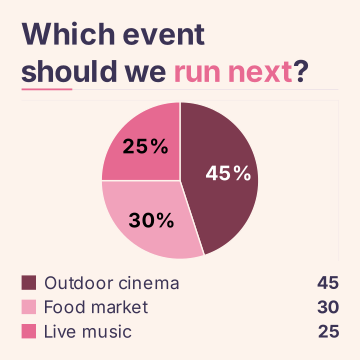 Which event
should we run next?
25%
45%
30%
Outdoor cinema 45
Food market 30
Live music 25